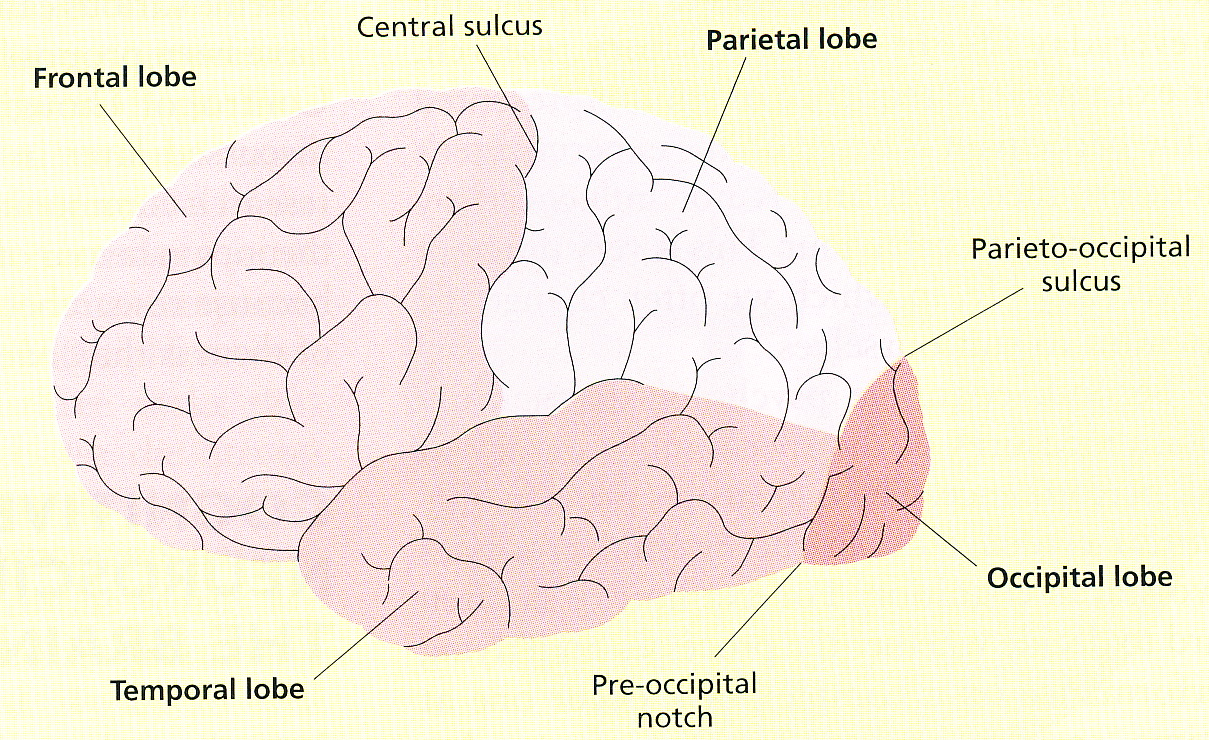 Central sulcus
Parietal lobe
Frontal lobe
Parieto-occipital
sulcus
Occipital lobe
Temporal lobe
Pre-occipital
notch